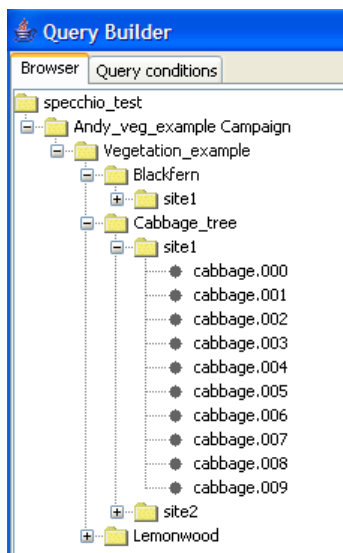 Query Builder
Browser Query conditions
specchio_test
Andy_veg_example Campaign
Vegetation_example
Blackfern
site1
Cabbage_tree
site1
cabbage.000
cabbage.001
cabbage.002
cabbage.003
cabbage.004
cabbage.005
cabbage.006
cabbage.007
cabbage.008
cabbage.009
site2
Lemonwood